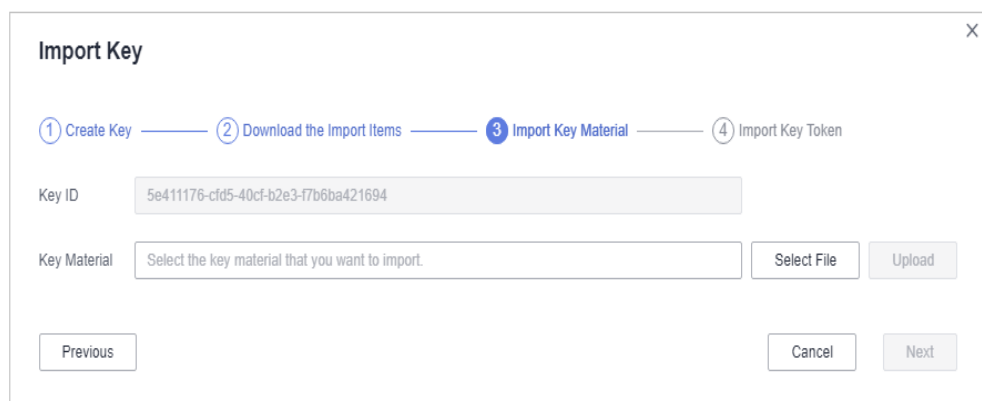 Import Key
1 Create Key 2 Download the Import Items 3 Import Key Material 4 Import Key Token
Key ID 5e411176-cfd5-40cf-b2e3-f7b6ba421694
Key Material Select the key material that you want to import. Select File Upload
Previous Cancel Next